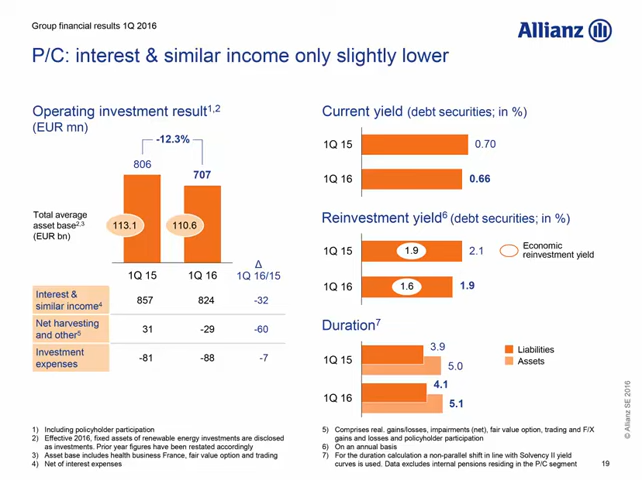 Group financial results 1Q 2016
Allianz
P/C: interest & similar income only slightly lower
Operating investment result1,2
(EUR mn)
-12.3%
806
707
Total average
asset base2,3
(EUR bn)
113.1
110.6
1Q 15
1Q 16
Δ
1Q 16/15
Interest &
similar income4
857
824
-32
Net harvesting
and other5
31
-29
-60
Investment
expenses
-81
-88
-7
Current yield (debt securities; in %)
1Q 15
0.70
1Q 16
0.66
Reinvestment yield6 (debt securities; in %)
1Q 15
1.9
2.1
Economic
reinvestment yield
1Q 16
1.6
1.9
Duration7
1Q 15
3.9
5.0
Liabilities
Assets
1Q 16
4.1
5.1
1) Including policyholder participation
2) Effective 2016, fixed assets of renewable energy investments are disclosed
as investments. Prior year figures have been restated accordingly
3) Asset base includes health business France, fair value option and trading
4) Net of interest expenses
5) Comprises real. gains/losses, impairments (net), fair value option, trading and F/X
gains and losses and policyholder participation
6) On an annual basis
7) For the duration calculation a non-parallel shift in line with Solvency II yield
curves is used. Data excludes internal pensions residing in the P/C segment
19
© Allianz SE 2016